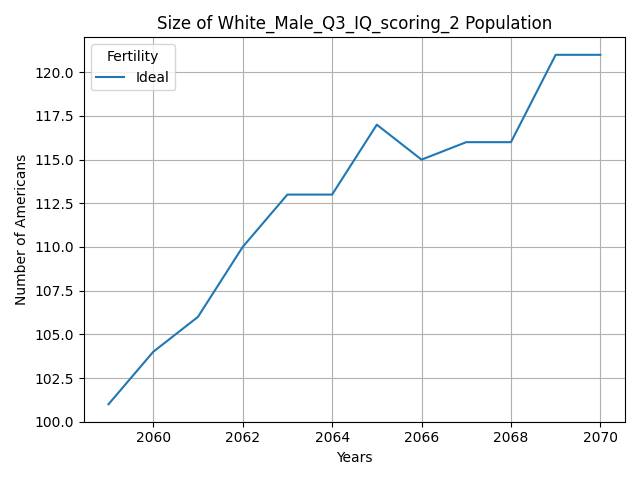 Size of White_Male_Q3_IQ_scoring_2 Population
Fertility
Ideal
120.0
117.5
115.0
112.5
110.0
107.5
105.0
102.5
100.0
Number of Americans
2060 2062 2064 2066 2068 2070
Years